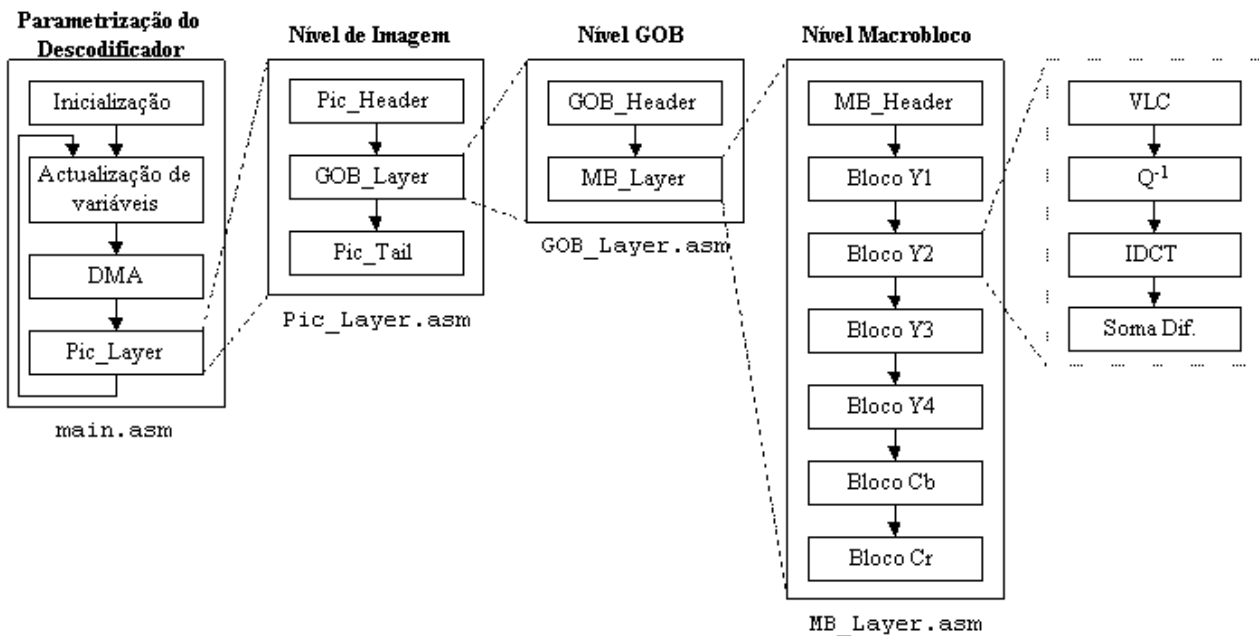 Parametrização do
Descodificador
Inicialização
Actualização de
variáveis
DMA
Pic_Layer
main.asm
Nível de Imagem
Pic_Header
GOB_Layer
Pic_Tail
Pic_Layer.asm
Nível GOB
GOB_Header
MB_Layer
GOB_Layer.asm
Nível Macrobloco
MB_Header
Bloco Y1
Bloco Y2
Bloco Y3
Bloco Y4
Bloco Cb
Bloco Cr
MB_Layer.asm
VLC
Q⁻¹
IDCT
Soma Dif.